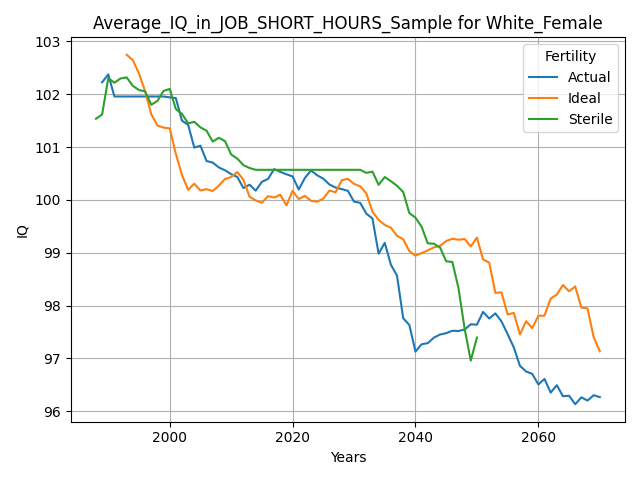 Average_IQ_in_JOB_SHORT_HOURS_Sample for White_Female
Fertility
Actual
Ideal
Sterile
IQ
103
102
101
100
99
98
97
96
2000
2020
2040
2060
Years